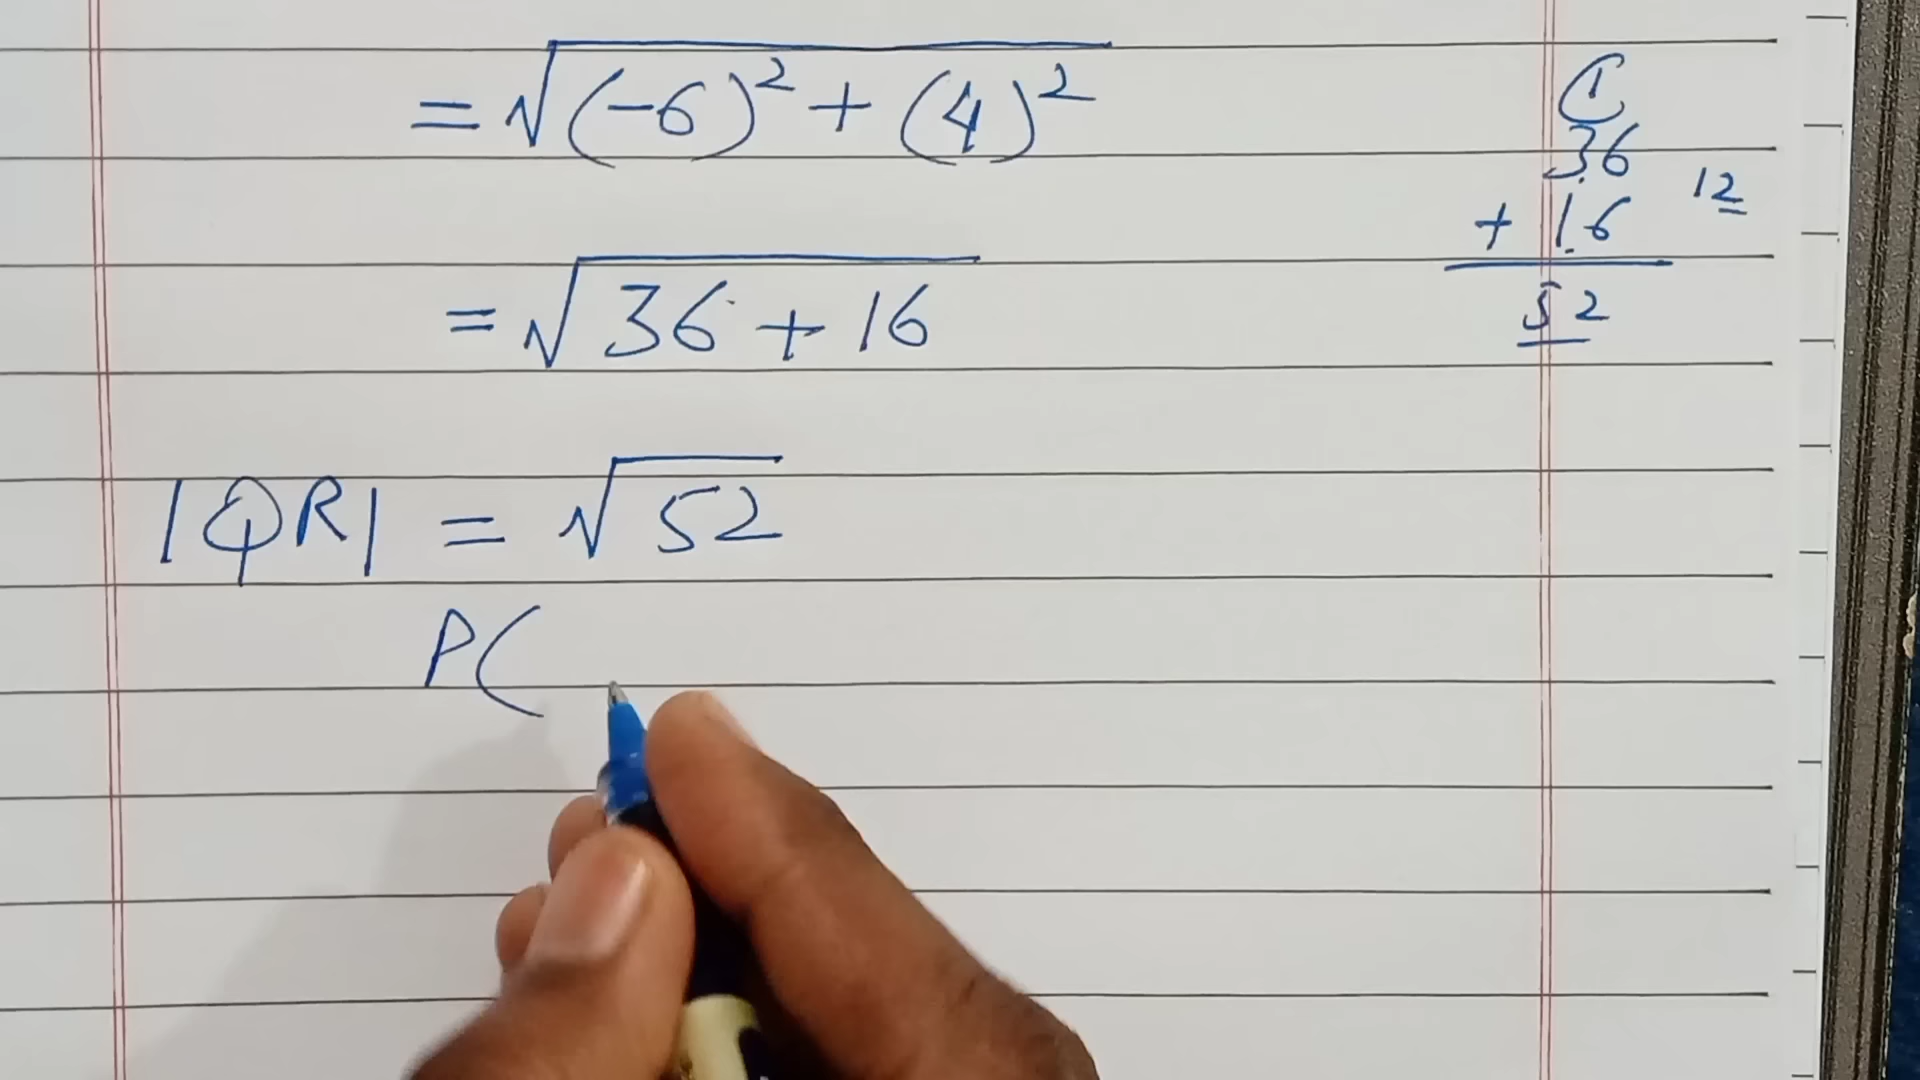 = √(-6)² + (4)²
= √36 + 16
|QR| = √52
P(
1
36
+ 16
52
12